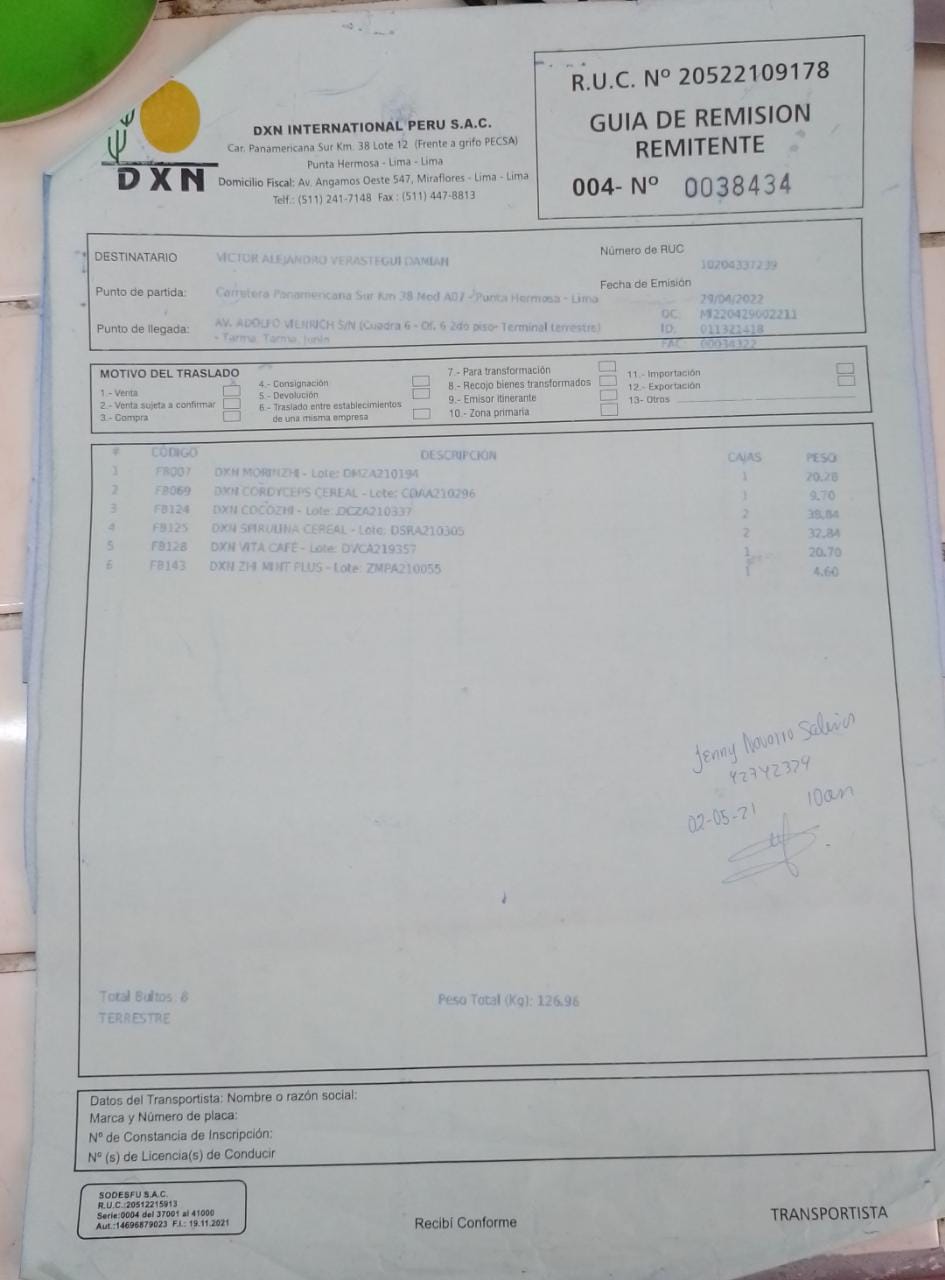 R.U.C. Nº 20522109178
GUIA DE REMISION
REMITENTE
004- Nº 0038434
DXN
DXN INTERNATIONAL PERU S.A.C.
Car. Panamericana Sur Km. 38 Lote 12 (Frente a grifo PECSA)
Punta Hermosa - Lima - Lima
Domicilio Fiscal: Av. Angamos Oeste 547, Miraflores - Lima - Lima
Telf.: (511) 241-7148 Fax : (511) 447-8813
DESTINATARIO VICTOR ALEJANDRO VERASTEGUI DAMIAN Número de RUC 10204337239
Punto de partida: Carretera Panamericana Sur Km 38 Mod A07 - Punta Hermosa - Lima Fecha de Emisión 29/04/2022
OC: MI220429002211
Punto de llegada: AV. ADOLFO VIENRICH S/N (Cuadra 6 - Of. 6 2do piso- Terminal terrestre) ID: 011321418
- Tarma, Tarma, Junin FAC: 00034322
MOTIVO DEL TRASLADO
1.- Venta
2.- Venta sujeta a confirmar
3.- Compra
4.- Consignación
5.- Devolución
6.- Traslado entre establecimientos
de una misma empresa
7.- Para transformación
8.- Recojo bienes transformados
9.- Emisor itinerante
10.- Zona primaria
11.- Importación
12.- Exportación
13- Otros
# CÓDIGO DESCRIPCIÓN CAJAS PESO
1 FB007 DXN MORINZHI - Lote: DMZA210194 1 20.28
2 FB069 DXN CORDYCEPS CEREAL - Lote: CDAA210296 1 9.70
3 FB124 DXN COCOZHI - Lote: DCZA210337 2 38.84
4 FB125 DXN SPIRULINA CEREAL - Lote: DSRA210305 2 32.84
5 FB128 DXN VITA CAFE - Lote: DVCA219357 1 20.70
6 FB143 DXN ZHI MINT PLUS - Lote: ZMPA210055 1 4.60
Jenny Navarro
42742379
02-05-21 10am
Total Bultos: 8 Peso Total (Kg): 126.96
TERRESTRE
Datos del Transportista: Nombre o razón social:
Marca y Número de placa:
Nº de Constancia de Inscripción:
Nº (s) de Licencia(s) de Conducir
SODESFU S.A.C.
R.U.C.:20512215913
Serie:0004 del 37001 al 41000
Aut.:14696879023 F.I.: 19.11.2021
Recibí Conforme
TRANSPORTISTA